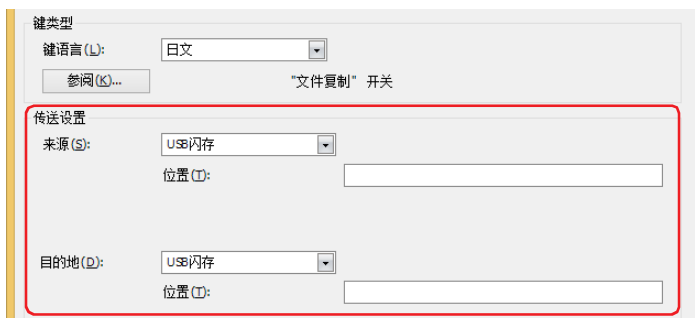 键类型
键语言(L): 日文
参阅(K)... "文件复制" 开关
传送设置
来源(S): USB闪存
位置(T):
目的地(D): USB闪存
位置(T):